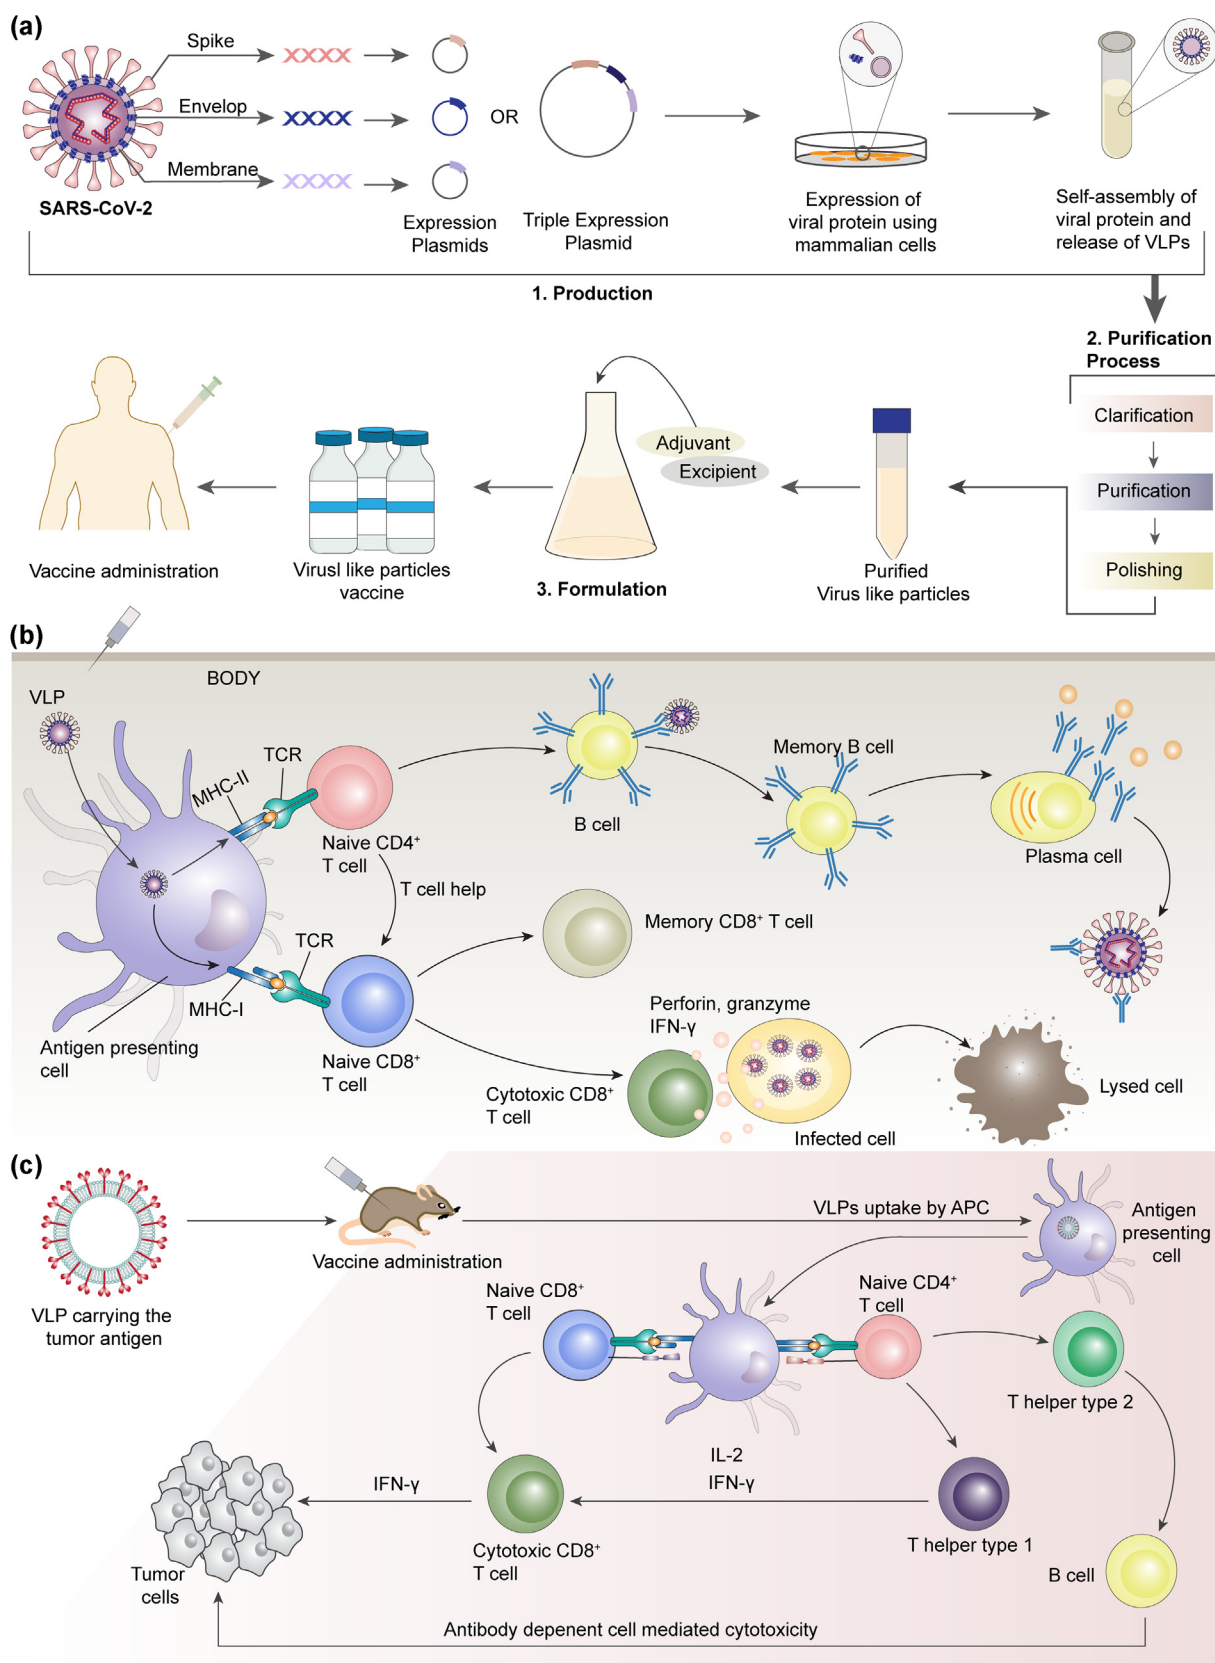 (a)
Spike
Envelop
Membrane
SARS-CoV-2
OR
Expression
Plasmids
Triple Expression
Plasmid
Expression of
viral protein using
mammalian cells
Self-assembly of
viral protein and
release of VLPs
1. Production
2. Purification
Process
Clarification
Purification
Polishing
Adjuvant
Excipient
Vaccine administration
Virusl like particles
vaccine
3. Formulation
Purified
Virus like particles
(b)
BODY
VLP
TCR
MHC-II
Naive CD4⁺
T cell
T cell help
B cell
Memory B cell
Plasma cell
Memory CD8⁺ T cell
TCR
MHC-I
Antigen presenting
cell
Naive CD8⁺
T cell
Perforin, granzyme
IFN-γ
Cytotoxic CD8⁺
T cell
Infected cell
Lysed cell
(c)
VLP carrying the
tumor antigen
Vaccine administration
VLPs uptake by APC
Antigen
presenting
cell
Naive CD8⁺
T cell
Naive CD4⁺
T cell
T helper type 2
IL-2
IFN-γ
IFN-γ
Cytotoxic CD8⁺
T cell
T helper type 1
B cell
Tumor
cells
Antibody depenent cell mediated cytotoxicity